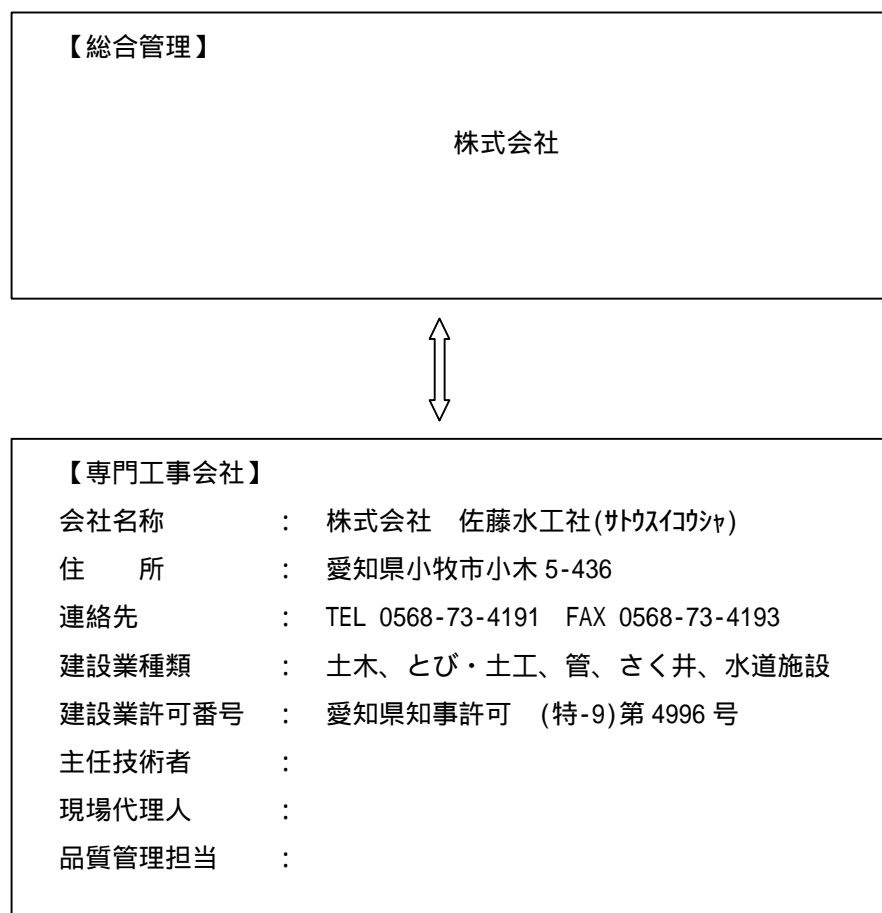 【総合管理】
株式会社
【専門工事会社】
会社名称 : 株式会社 佐藤水工社(ｻﾄｳｽｲｺｳｼｬ)
住 所 : 愛知県小牧市小木 5-436
連絡先 : TEL 0568-73-4191 FAX 0568-73-4193
建設業種類 : 土木、とび・土工、管、さく井、水道施設
建設業許可番号 : 愛知県知事許可 (特-9)第 4996 号
主任技術者 :
現場代理人 :
品質管理担当 :